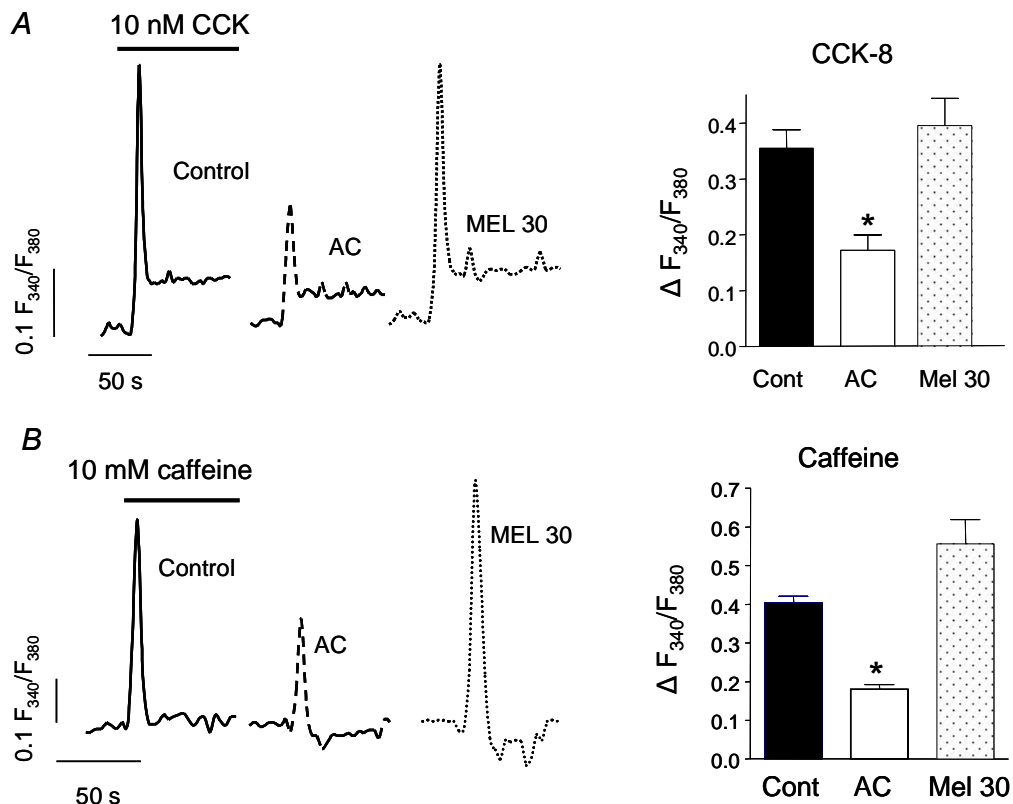 A
10 nM CCK
Control
AC
MEL 30
0.1 F340/F380
50 s
CCK-8
Δ F340/F380
0.4
0.3
0.2
0.1
0.0
*
Cont AC Mel 30
B
10 mM caffeine
Control
AC
MEL 30
0.1 F340/F380
50 s
Caffeine
Δ F340/F380
0.7
0.6
0.5
0.4
0.3
0.2
0.1
0.0
*
Cont AC Mel 30